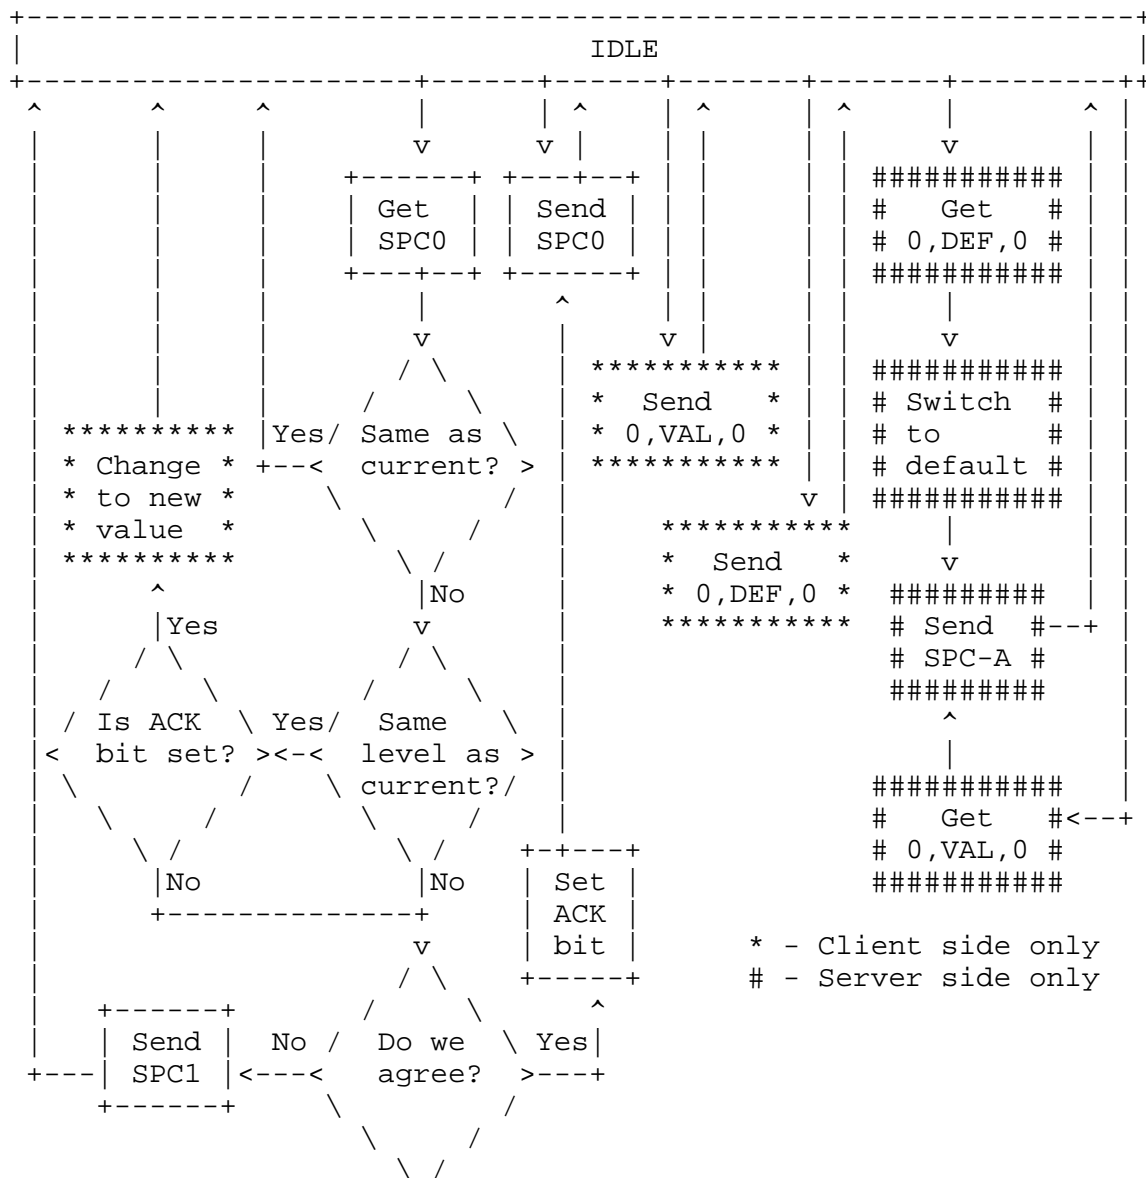 IDLE
Get Send # Get #
SPC0 SPC0 # 0,DEF,0 #
* Send * # Switch #
Yes Same as * 0,VAL,0 * # to #
* Change * current? # default #
* to new *
* value *
* Send *
No * 0,DEF,0 *
Yes # Send #
# SPC-A #
Is ACK Yes Same
bit set? level as
current?
# Get #
# 0,VAL,0 #
No No Set
ACK
bit * - Client side only
# - Server side only
Send No Do we Yes
SPC1 agree?